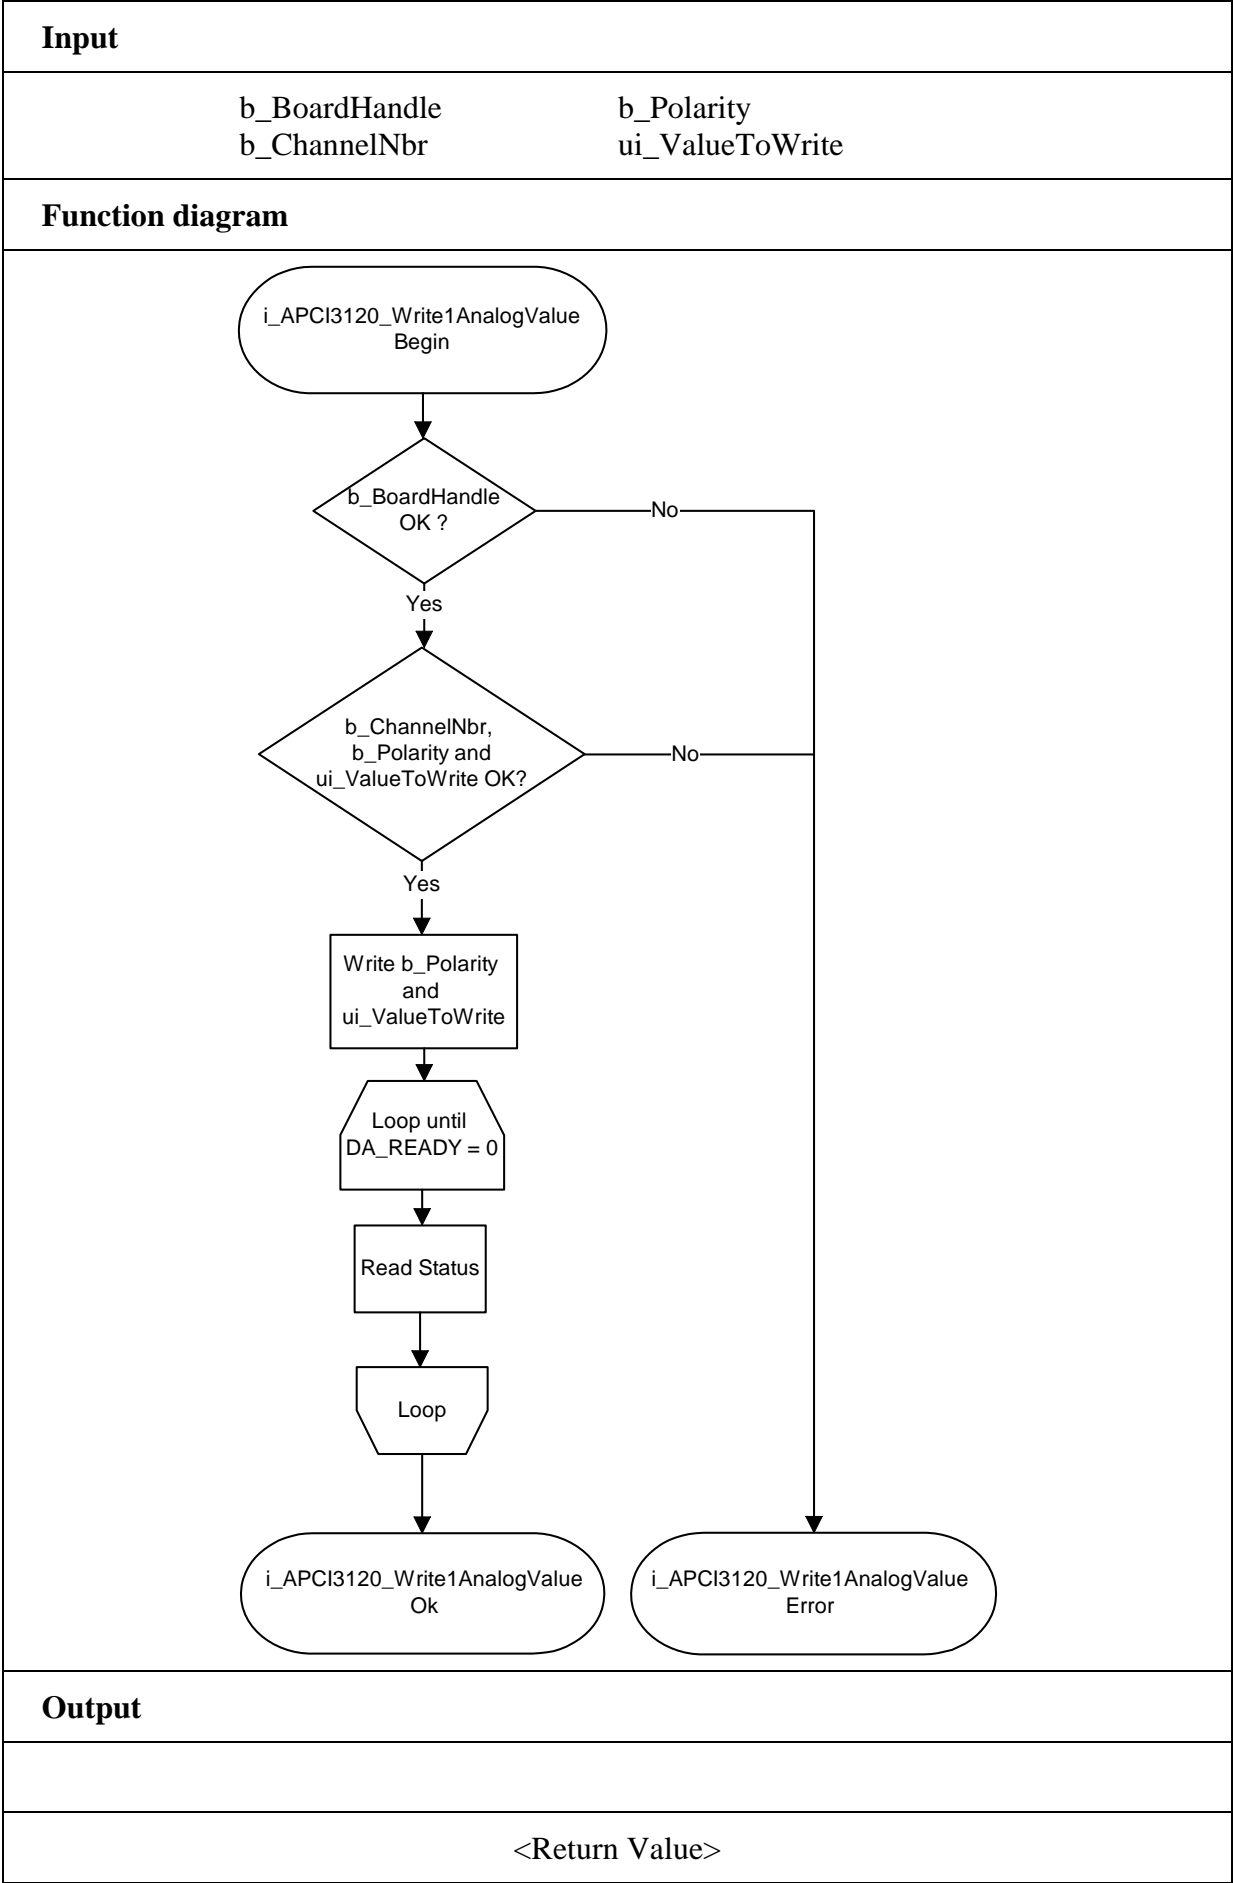 Input
b_BoardHandle b_Polarity
b_ChannelNbr ui_ValueToWrite
Function diagram
i_APCI3120_Write1AnalogValue
Begin
b_BoardHandle
OK ?
No
Yes
b_ChannelNbr,
b_Polarity and
ui_ValueToWrite OK?
No
Yes
Write b_Polarity
and
ui_ValueToWrite
Loop until
DA_READY = 0
Read Status
Loop
i_APCI3120_Write1AnalogValue
Ok
i_APCI3120_Write1AnalogValue
Error
Output
<Return Value>